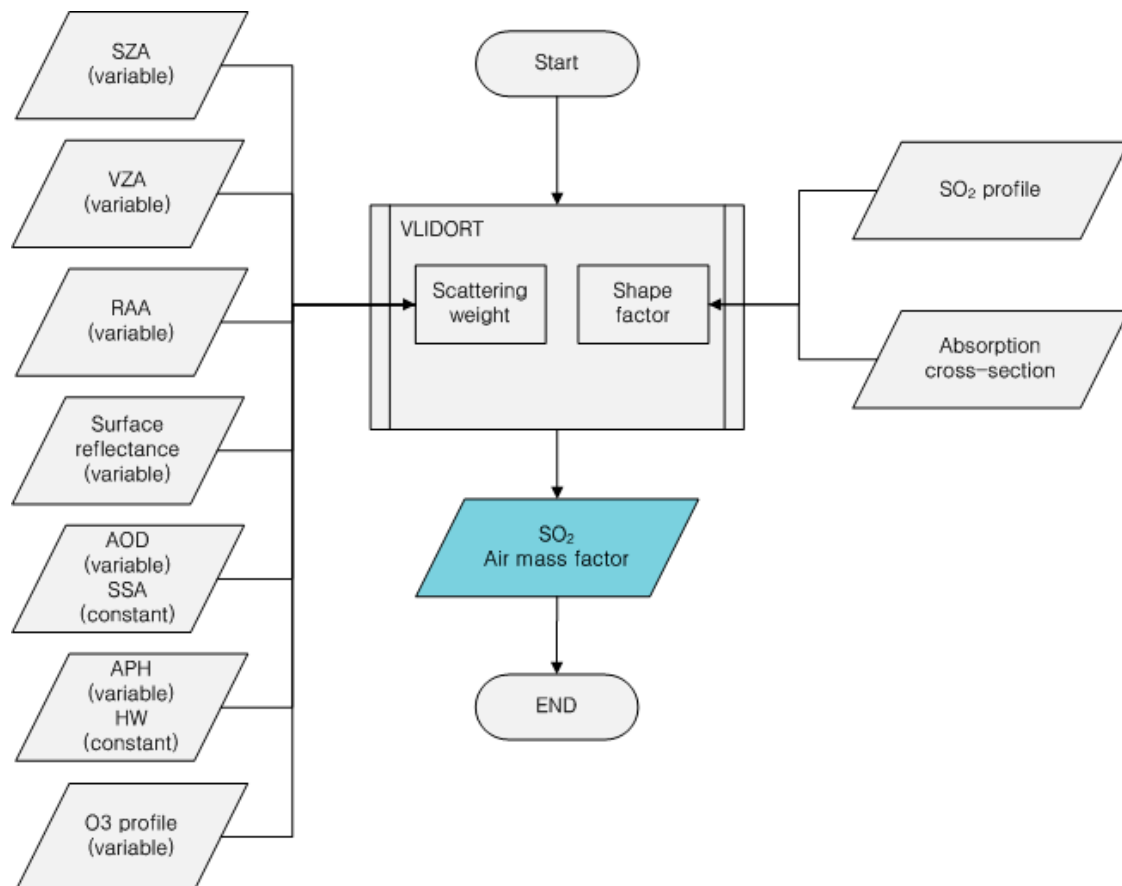 SZA
(variable)
VZA
(variable)
RAA
(variable)
Surface
reflectance
(variable)
AOD
(variable)
SSA
(constant)
APH
(variable)
HW
(constant)
O3 profile
(variable)
Start
VLIDORT
Scattering
weight
Shape
factor
SO₂
Air mass factor
END
SO₂ profile
Absorption
cross-section